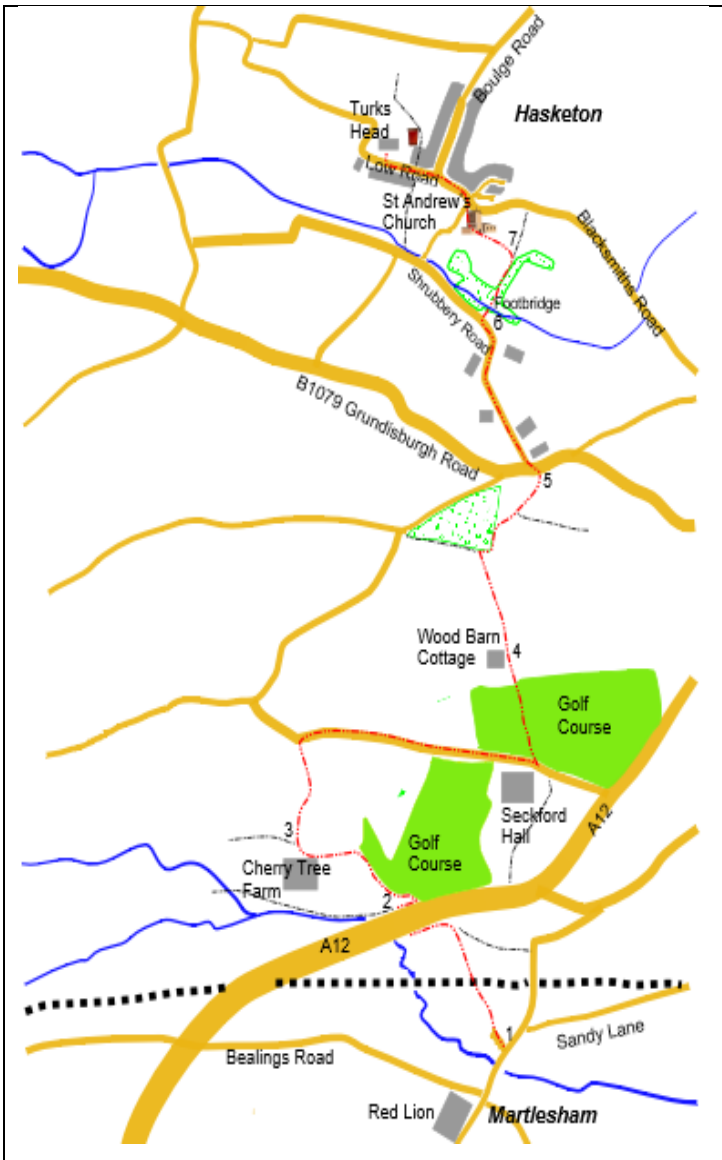 Boulge Road
Hasketon
Turks
Head
Low Road
St Andrew's
Church
7
Blacksmiths Road
Footbridge
6
Shrubbery Road
B1079 Grundisburgh Road
5
Wood Barn
Cottage
4
Golf
Course
Seckford
Hall
A12
3
Cherry Tree
Farm
Golf
Course
2
A12
1
Sandy Lane
Bealings Road
Red Lion
Martlesham